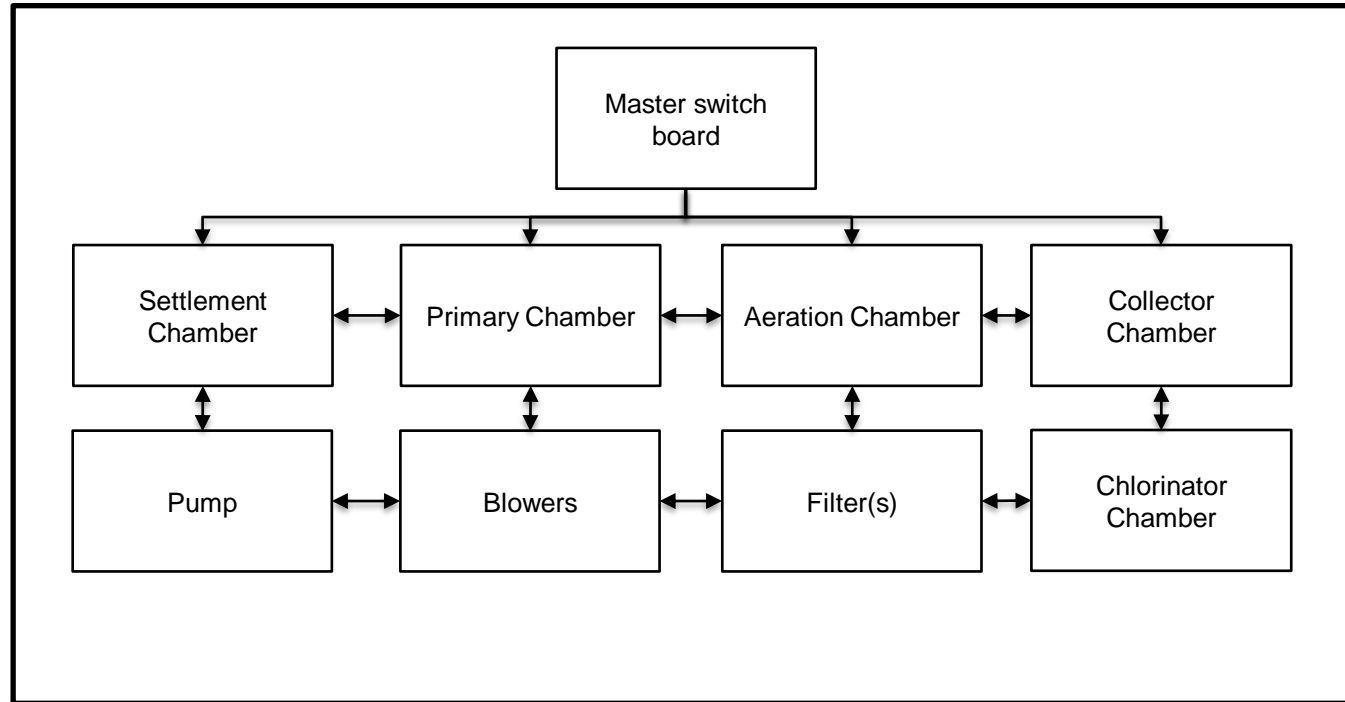 Master switch
board
Settlement
Chamber
Primary Chamber
Aeration Chamber
Collector
Chamber
Pump
Blowers
Filter(s)
Chlorinator
Chamber